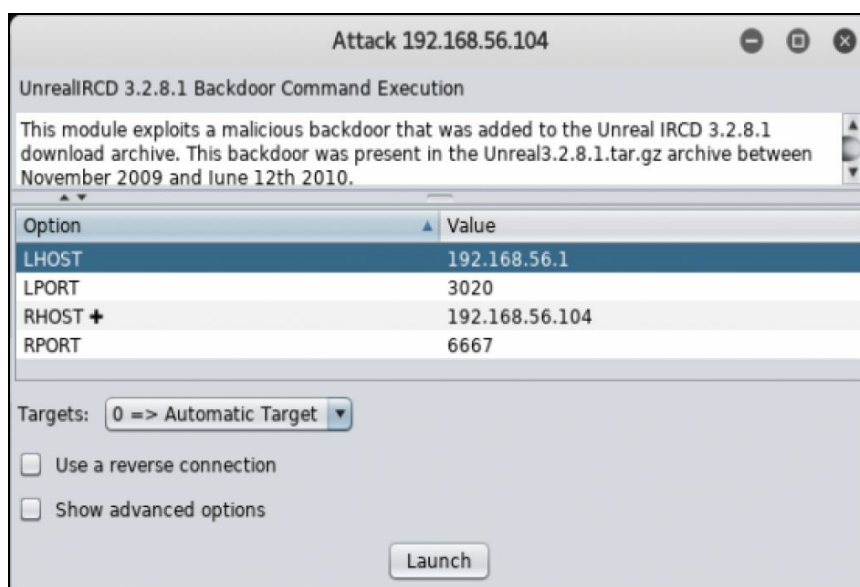 Attack 192.168.56.104
UnrealIRCD 3.2.8.1 Backdoor Command Execution
This module exploits a malicious backdoor that was added to the Unreal IRCD 3.2.8.1
download archive. This backdoor was present in the Unreal3.2.8.1.tar.gz archive between
November 2009 and June 12th 2010.
Option Value
LHOST 192.168.56.1
LPORT 3020
RHOST + 192.168.56.104
RPORT 6667
Targets: 0 => Automatic Target
Use a reverse connection
Show advanced options
Launch